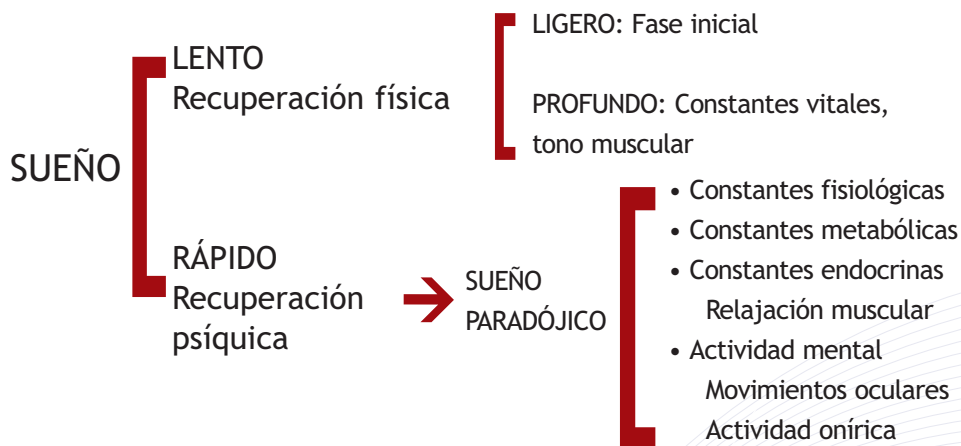 SUEÑO
LENTO
Recuperación física
LIGERO: Fase inicial
PROFUNDO: Constantes vitales,
tono muscular
RÁPIDO
Recuperación
psíquica
SUEÑO
PARADÓJICO
• Constantes fisiológicas
• Constantes metabólicas
• Constantes endocrinas
Relajación muscular
• Actividad mental
Movimientos oculares
Actividad onírica